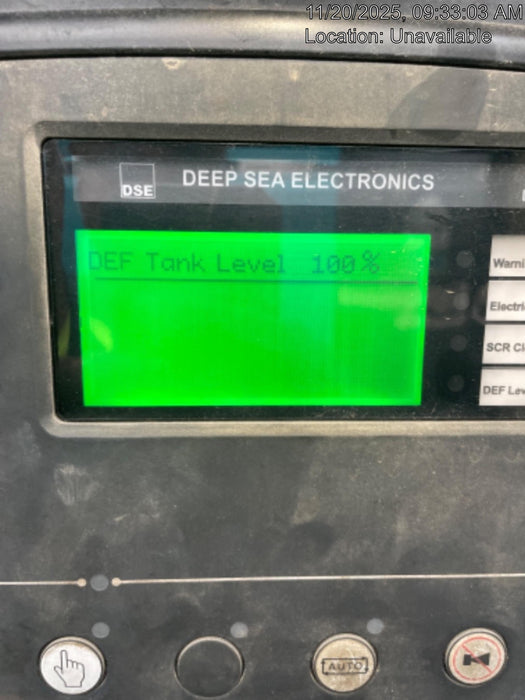 11/20/2025, 09:33:03 AM
Location: Unavailable
DSE
DEEP SEA ELECTRONICS
DEF Tank Level 100%
Warni
Electric
SCR Cl
DEF Lev
AUTO